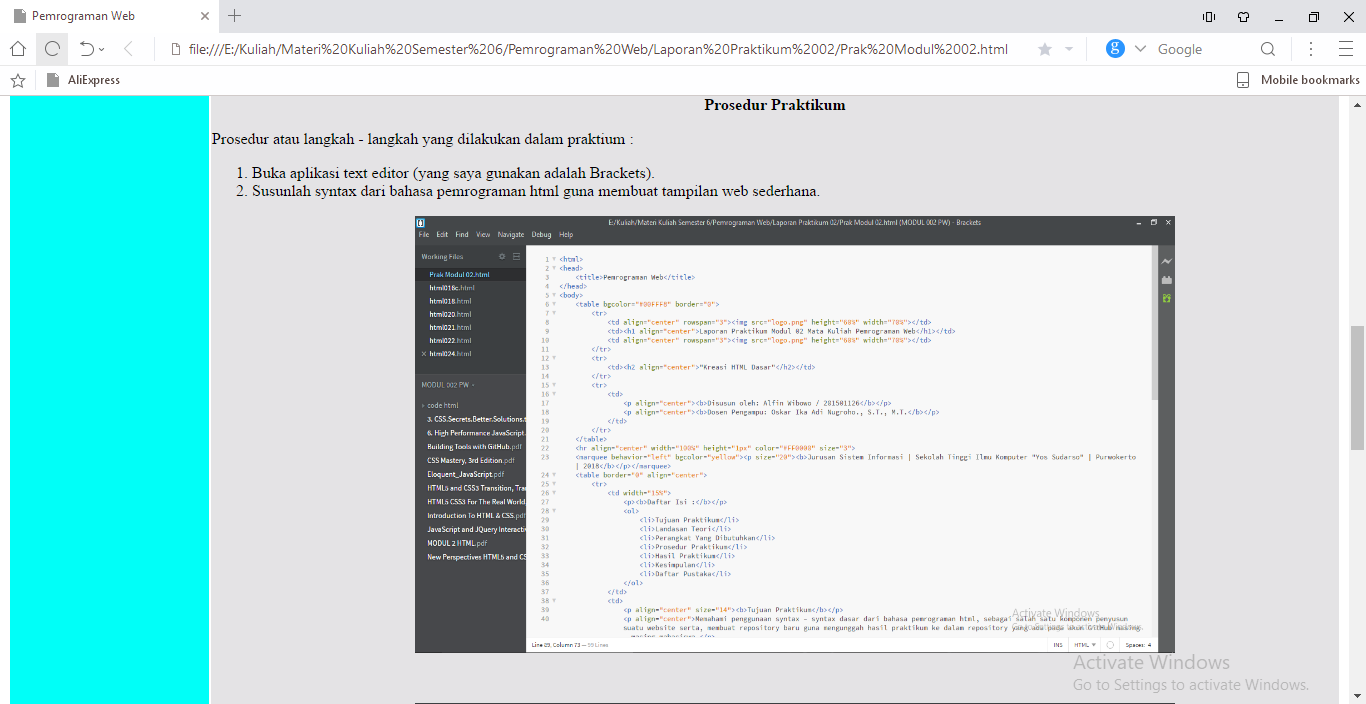 Pemrograman Web
file:///E:/Kuliah/Materi%20Kuliah%20Semester%206/Pemrograman%20Web/Laporan%20Praktikum%2002/Prak%20Modul%2002.html
g Google
AliExpress
Mobile bookmarks
Prosedur Praktikum
Prosedur atau langkah - langkah yang dilakukan dalam praktium :
1. Buka aplikasi text editor (yang saya gunakan adalah Brackets).
2. Susunlah syntax dari bahasa pemrograman html guna membuat tampilan web sederhana.
E:/Kuliah/Materi Kuliah Semester 6/Pemrograman Web/Laporan Praktikum 02/Prak Modul 02.html (MODUL 002 PW) - Brackets
File Edit Find View Navigate Debug Help
Working Files
Prak Modul 02.html
html016c.html
html018.html
html020.html
html021.html
html022.html
html024.html
MODUL 002 PW
code html
3. CSS.Secrets.Better.Solutions.t
6. High Performance JavaScript.
Building Tools with GitHub.pdf
CSS Mastery, 3rd Edition.pdf
Eloquent_JavaScript.pdf
HTML5 and CSS3 Transition, Tra
HTML5 CSS3 For The Real World.
Introduction To HTML & CSS.pdf
JavaScript and JQuery Interacti
MODUL 2 HTML.pdf
New Perspectives HTML5 and CS
1 <html>
2 <head>
3 <title>Pemrograman Web</title>
4 </head>
5 <body>
6 <table bgcolor="#00FFFB" border="0">
7 <tr>
8 <td align="center" rowspan="3"><img src="logo.png" height="60%" width="70%"></td>
9 <td><h1 align="center">Laporan Praktikum Modul 02 Mata Kuliah Pemrograman Web</h1></td>
10 <td align="center" rowspan="3"><img src="logo.png" height="60%" width="70%"></td>
11 </tr>
12 <tr>
13 <td><h2 align="center">"Kreasi HTML Dasar"</h2></td>
14 </tr>
15 <tr>
16 <td>
17 <p align="center"><b>Disusun oleh: Alfin Wibowo / 201501126</b></p>
18 <p align="center"><b>Dosen Pengampu: Oskar Ika Adi Nugroho., S.T., M.T.</b></p>
19 </td>
20 </tr>
21 </table>
22 <hr align="center" width="100%" height="1px" color="#FF0000" size="3">
23 <marquee behavior="left" bgcolor="yellow"><p size="20"><b>Jurusan Sistem Informasi | Sekolah Tinggi Ilmu Komputer "Yos Sudarso" | Purwokerto
| 2018</b></p></marquee>
24 <table border="0" align="center">
25 <tr>
26 <td width="15%">
27 <p><b>Daftar Isi :</b></p>
28 <ol>
29 <li>Tujuan Praktikum</li>
30 <li>Landasan Teori</li>
31 <li>Perangkat Yang Dibutuhkan</li>
32 <li>Prosedur Praktikum</li>
33 <li>Hasil Praktikum</li>
34 <li>Kesimpulan</li>
35 <li>Daftar Pustaka</li>
36 </ol>
37 </td>
38 <td>
39 <p align="center" size="14"><b>Tujuan Praktikum</b></p>
40 <p align="center">Memahami penggunaan syntax - syntax dasar dari bahasa pemrograman html, sebagai salah satu komponen penyusun
suatu website serta, membuat repository baru guna mengunggah hasil praktikum ke dalam repository yang ada pada akun GitHub masing-
masing mahasiswa.</p>
Activate Windows
Line 89, Column 73 — 99 Lines
INS HTML Spaces: 4
Activate Windows
Go to Settings to activate Windows.